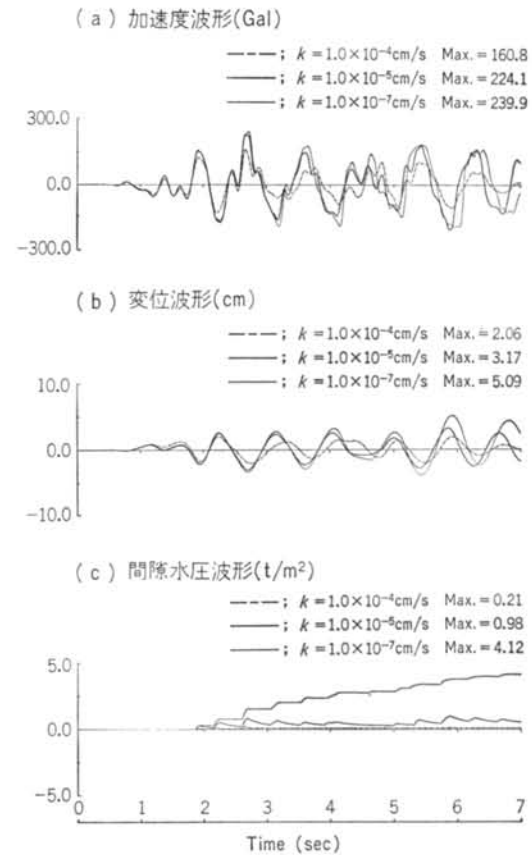 (a) 加速度波形(Gal)
; k=1.0×10⁻⁴cm/s Max.=160.8
; k=1.0×10⁻⁵cm/s Max.=224.1
; k=1.0×10⁻⁷cm/s Max.=239.9
300.0
0.0
-300.0
(b) 変位波形(cm)
; k=1.0×10⁻⁴cm/s Max.=2.06
; k=1.0×10⁻⁵cm/s Max.=3.17
; k=1.0×10⁻⁷cm/s Max.=5.09
10.0
0.0
-10.0
(c) 間隙水圧波形(t/m²)
; k=1.0×10⁻⁴cm/s Max.=0.21
; k=1.0×10⁻⁵cm/s Max.=0.98
; k=1.0×10⁻⁷cm/s Max.=4.12
5.0
0.0
-5.0
0 1 2 3 4 5 6 7
Time (sec)